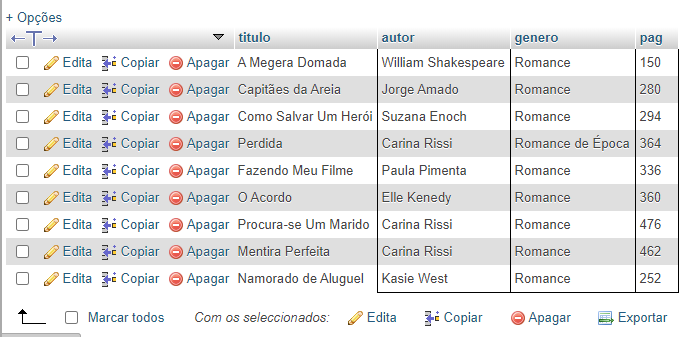 + Opções
←T→ titulo autor genero pag
Edita Copiar Apagar A Megera Domada William Shakespeare Romance 150
Edita Copiar Apagar Capitães da Areia Jorge Amado Romance 280
Edita Copiar Apagar Como Salvar Um Herói Suzana Enoch Romance 294
Edita Copiar Apagar Perdida Carina Rissi Romance de Época 364
Edita Copiar Apagar Fazendo Meu Filme Paula Pimenta Romance 336
Edita Copiar Apagar O Acordo Elle Kenedy Romance 360
Edita Copiar Apagar Procura-se Um Marido Carina Rissi Romance 476
Edita Copiar Apagar Mentira Perfeita Carina Rissi Romance 462
Edita Copiar Apagar Namorado de Aluguel Kasie West Romance 252
Marcar todos Com os seleccionados: Edita Copiar Apagar Exportar